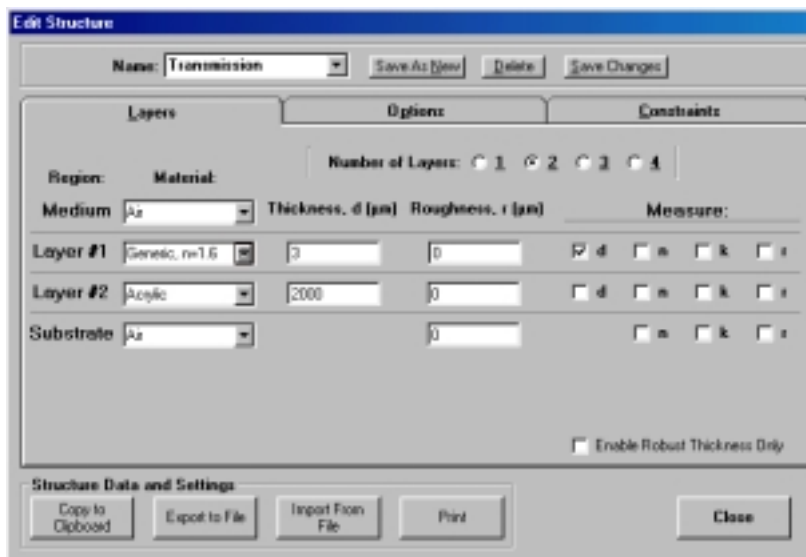 Edit Structure
Name: Transmission Save As New Delete Save Changes
Layers Options Constraints
Number of Layers: 1 2 3 4
Region: Material:
Medium Air Thickness, d (µm) Roughness, r (µm) Measure:
Layer #1 Generic, n=1.6 3 0 d n k r
Layer #2 Acrylic 2000 0 d n k r
Substrate Air 0 n k r
Enable Robust Thickness Only
Structure Data and Settings
Copy to Clipboard Export to File Import From File Print Close